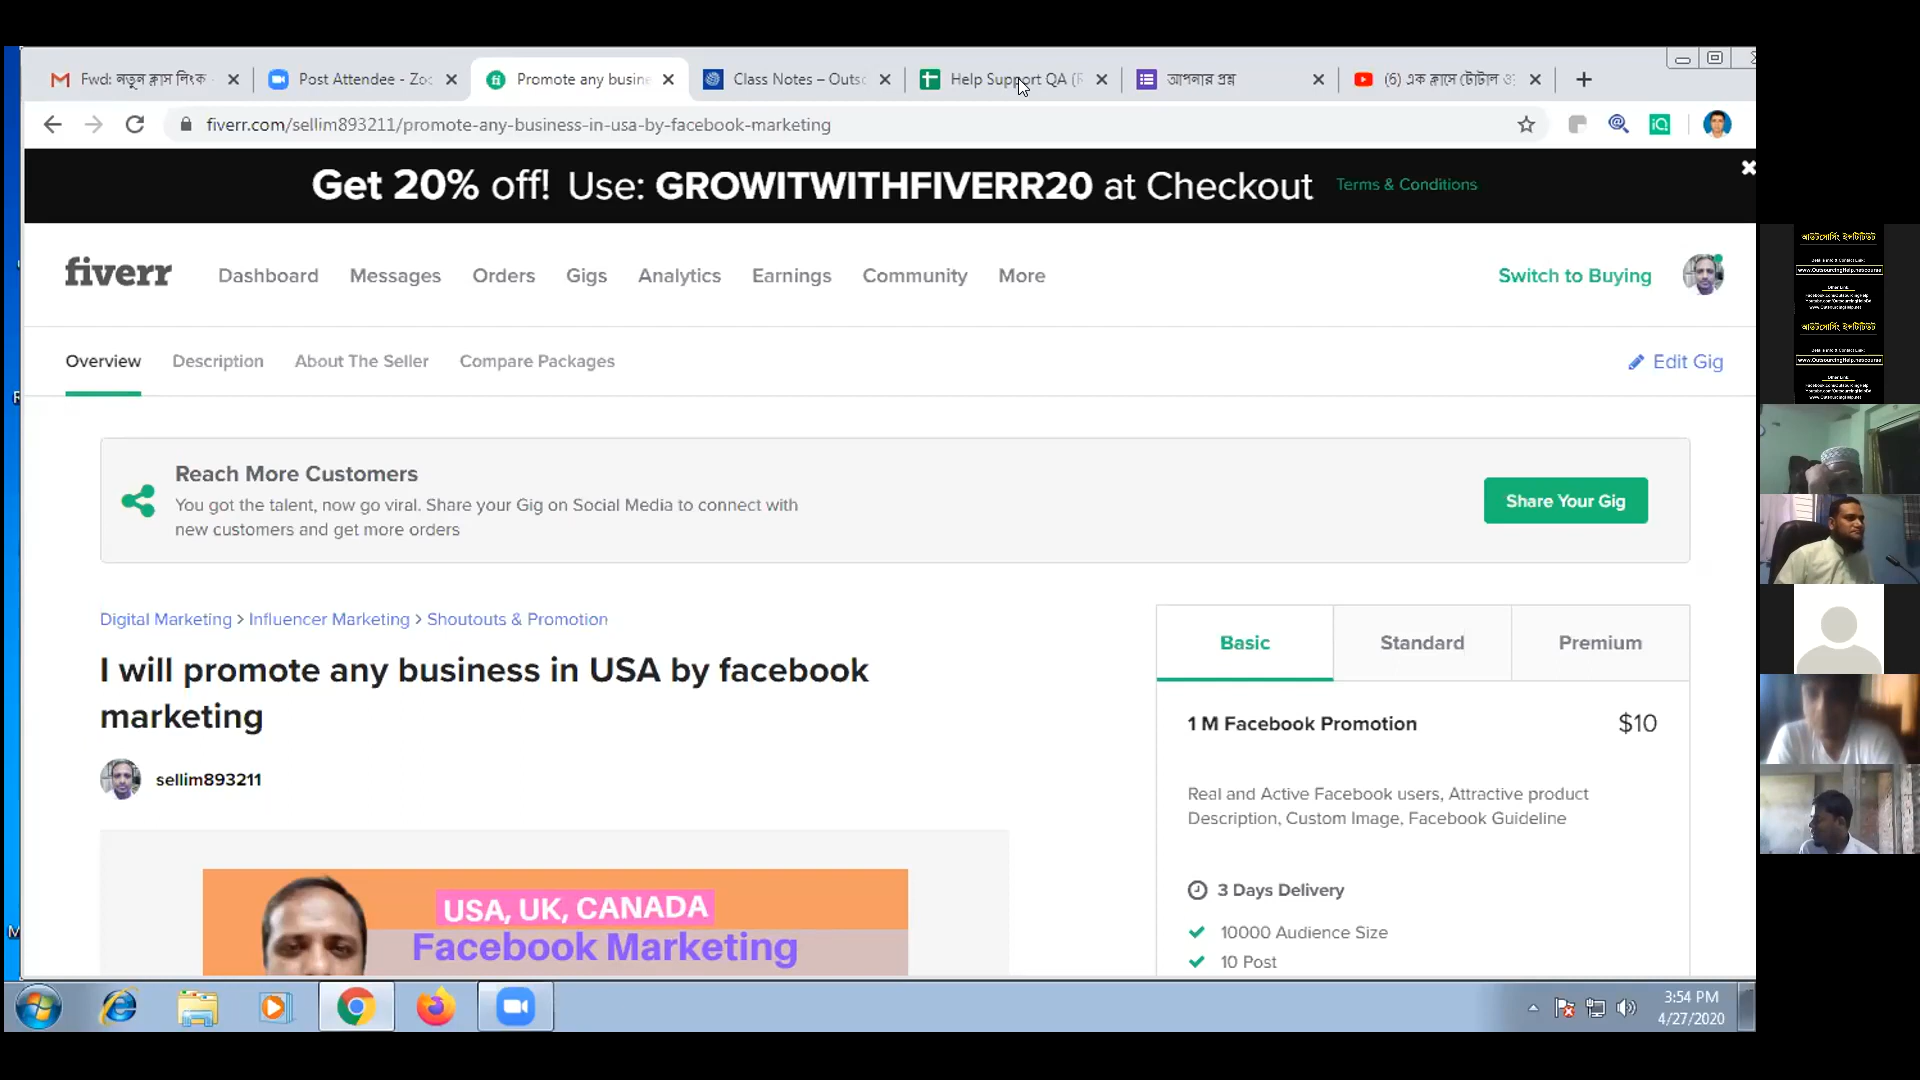 Fwd: নতুন ক্লাস লিংক
Post Attendee - Zoo
Promote any busine
Class Notes – Outso
Help Support QA (R
আপনার প্রশ্ন
(6) এক ক্লাসে টোটাল ও
fiverr.com/sellim893211/promote-any-business-in-usa-by-facebook-marketing
Get 20% off! Use: GROWITWITHFIVERR20 at Checkout Terms & Conditions
fiverr Dashboard Messages Orders Gigs Analytics Earnings Community More Switch to Buying
Overview Description About The Seller Compare Packages Edit Gig
Reach More Customers
You got the talent, now go viral. Share your Gig on Social Media to connect with
new customers and get more orders
Share Your Gig
Digital Marketing > Influencer Marketing > Shoutouts & Promotion
I will promote any business in USA by facebook
marketing
sellim893211
USA, UK, CANADA
Facebook Marketing
Basic Standard Premium
1 M Facebook Promotion $10
Real and Active Facebook users, Attractive product
Description, Custom Image, Facebook Guideline
3 Days Delivery
10000 Audience Size
10 Post
3:54 PM
4/27/2020